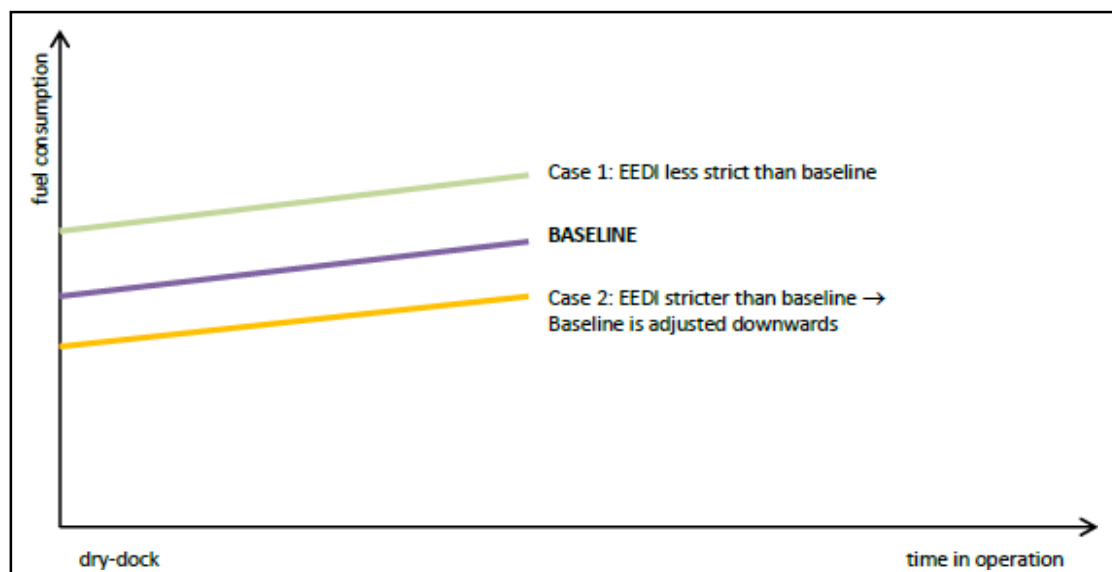 fuel consumption
Case 1: EEDI less strict than baseline
BASELINE
Case 2: EEDI stricter than baseline →
Baseline is adjusted downwards
dry-dock
time in operation